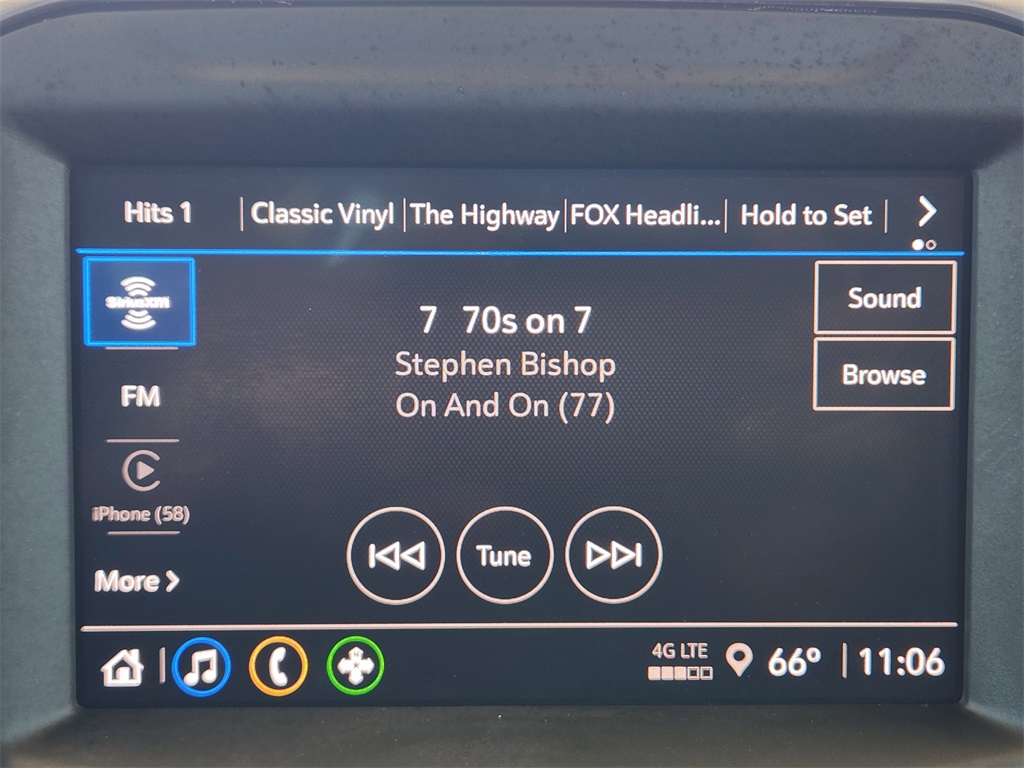 Hits 1 Classic Vinyl The Highway FOX Headli... Hold to Set
SiriusXM
7 70s on 7
Stephen Bishop
On And On (77)
Sound
Browse
FM
iPhone (58)
More
Tune
4G LTE
66° 11:06